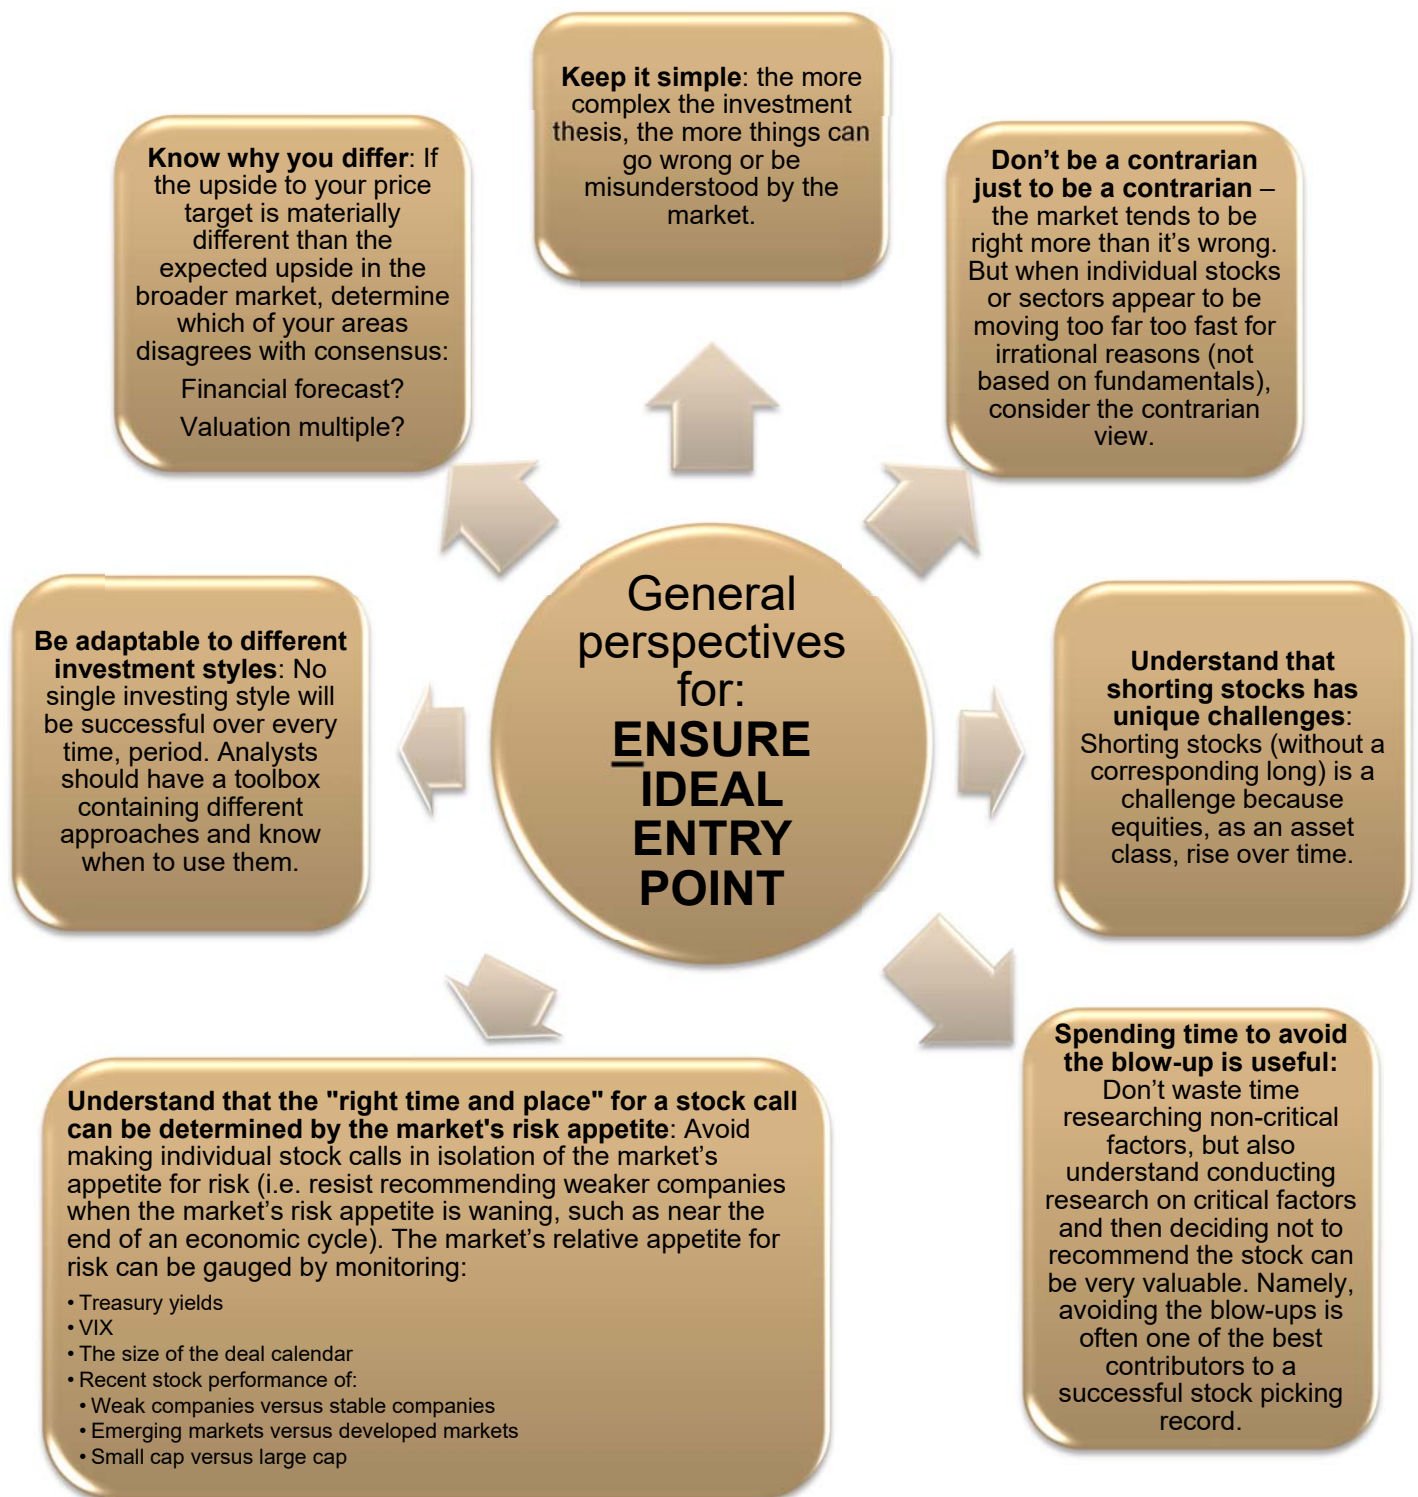 Keep it simple: the more
complex the investment
thesis, the more things can
go wrong or be
misunderstood by the
market.
Know why you differ: If
the upside to your price
target is materially
different than the
expected upside in the
broader market, determine
which of your areas
disagrees with consensus:
Financial forecast?
Valuation multiple?
Don’t be a contrarian
just to be a contrarian –
the market tends to be
right more than it’s wrong.
But when individual stocks
or sectors appear to be
moving too far too fast for
irrational reasons (not
based on fundamentals),
consider the contrarian
view.
General
perspectives
for:
ENSURE
IDEAL
ENTRY
POINT
Be adaptable to different
investment styles: No
single investing style will
be successful over every
time, period. Analysts
should have a toolbox
containing different
approaches and know
when to use them.
Understand that
shorting stocks has
unique challenges:
Shorting stocks (without a
corresponding long) is a
challenge because
equities, as an asset
class, rise over time.
Understand that the "right time and place" for a stock call
can be determined by the market's risk appetite: Avoid
making individual stock calls in isolation of the market’s
appetite for risk (i.e. resist recommending weaker companies
when the market’s risk appetite is waning, such as near the
end of an economic cycle). The market’s relative appetite for
risk can be gauged by monitoring:
• Treasury yields
• VIX
• The size of the deal calendar
• Recent stock performance of:
• Weak companies versus stable companies
• Emerging markets versus developed markets
• Small cap versus large cap
Spending time to avoid
the blow-up is useful:
Don’t waste time
researching non-critical
factors, but also
understand conducting
research on critical factors
and then deciding not to
recommend the stock can
be very valuable. Namely,
avoiding the blow-ups is
often one of the best
contributors to a
successful stock picking
record.